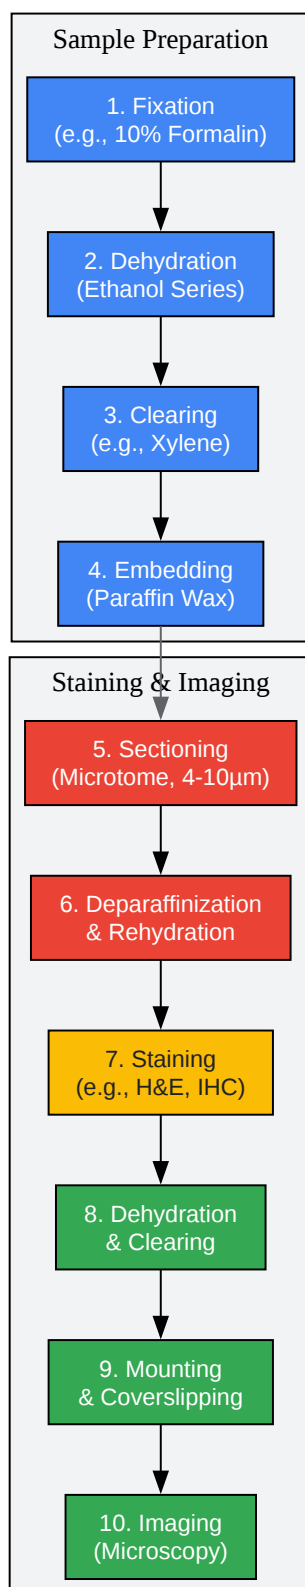 Sample Preparation
1. Fixation
(e.g., 10% Formalin)
2. Dehydration
(Ethanol Series)
3. Clearing
(e.g., Xylene)
4. Embedding
(Paraffin Wax)
Staining & Imaging
5. Sectioning
(Microtome, 4-10µm)
6. Deparaffinization
& Rehydration
7. Staining
(e.g., H&E, IHC)
8. Dehydration
& Clearing
9. Mounting
& Coverslipping
10. Imaging
(Microscopy)